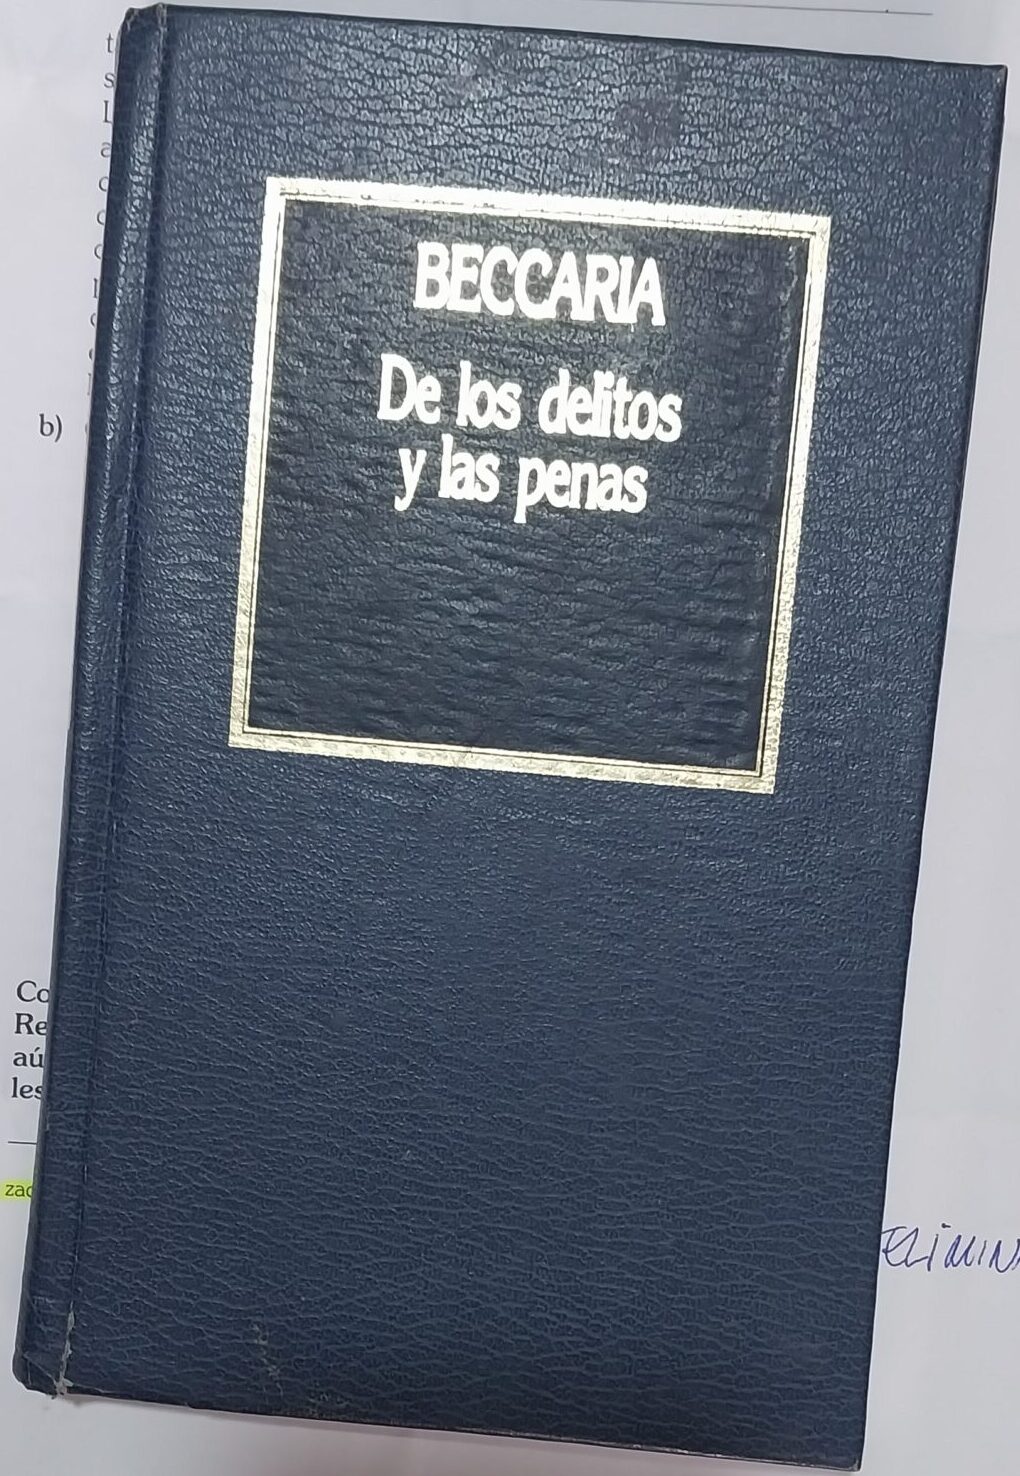 BECCARIA
De los delitos
y las penas
b)
Co
Re
aú
les
zac
ELIMIN